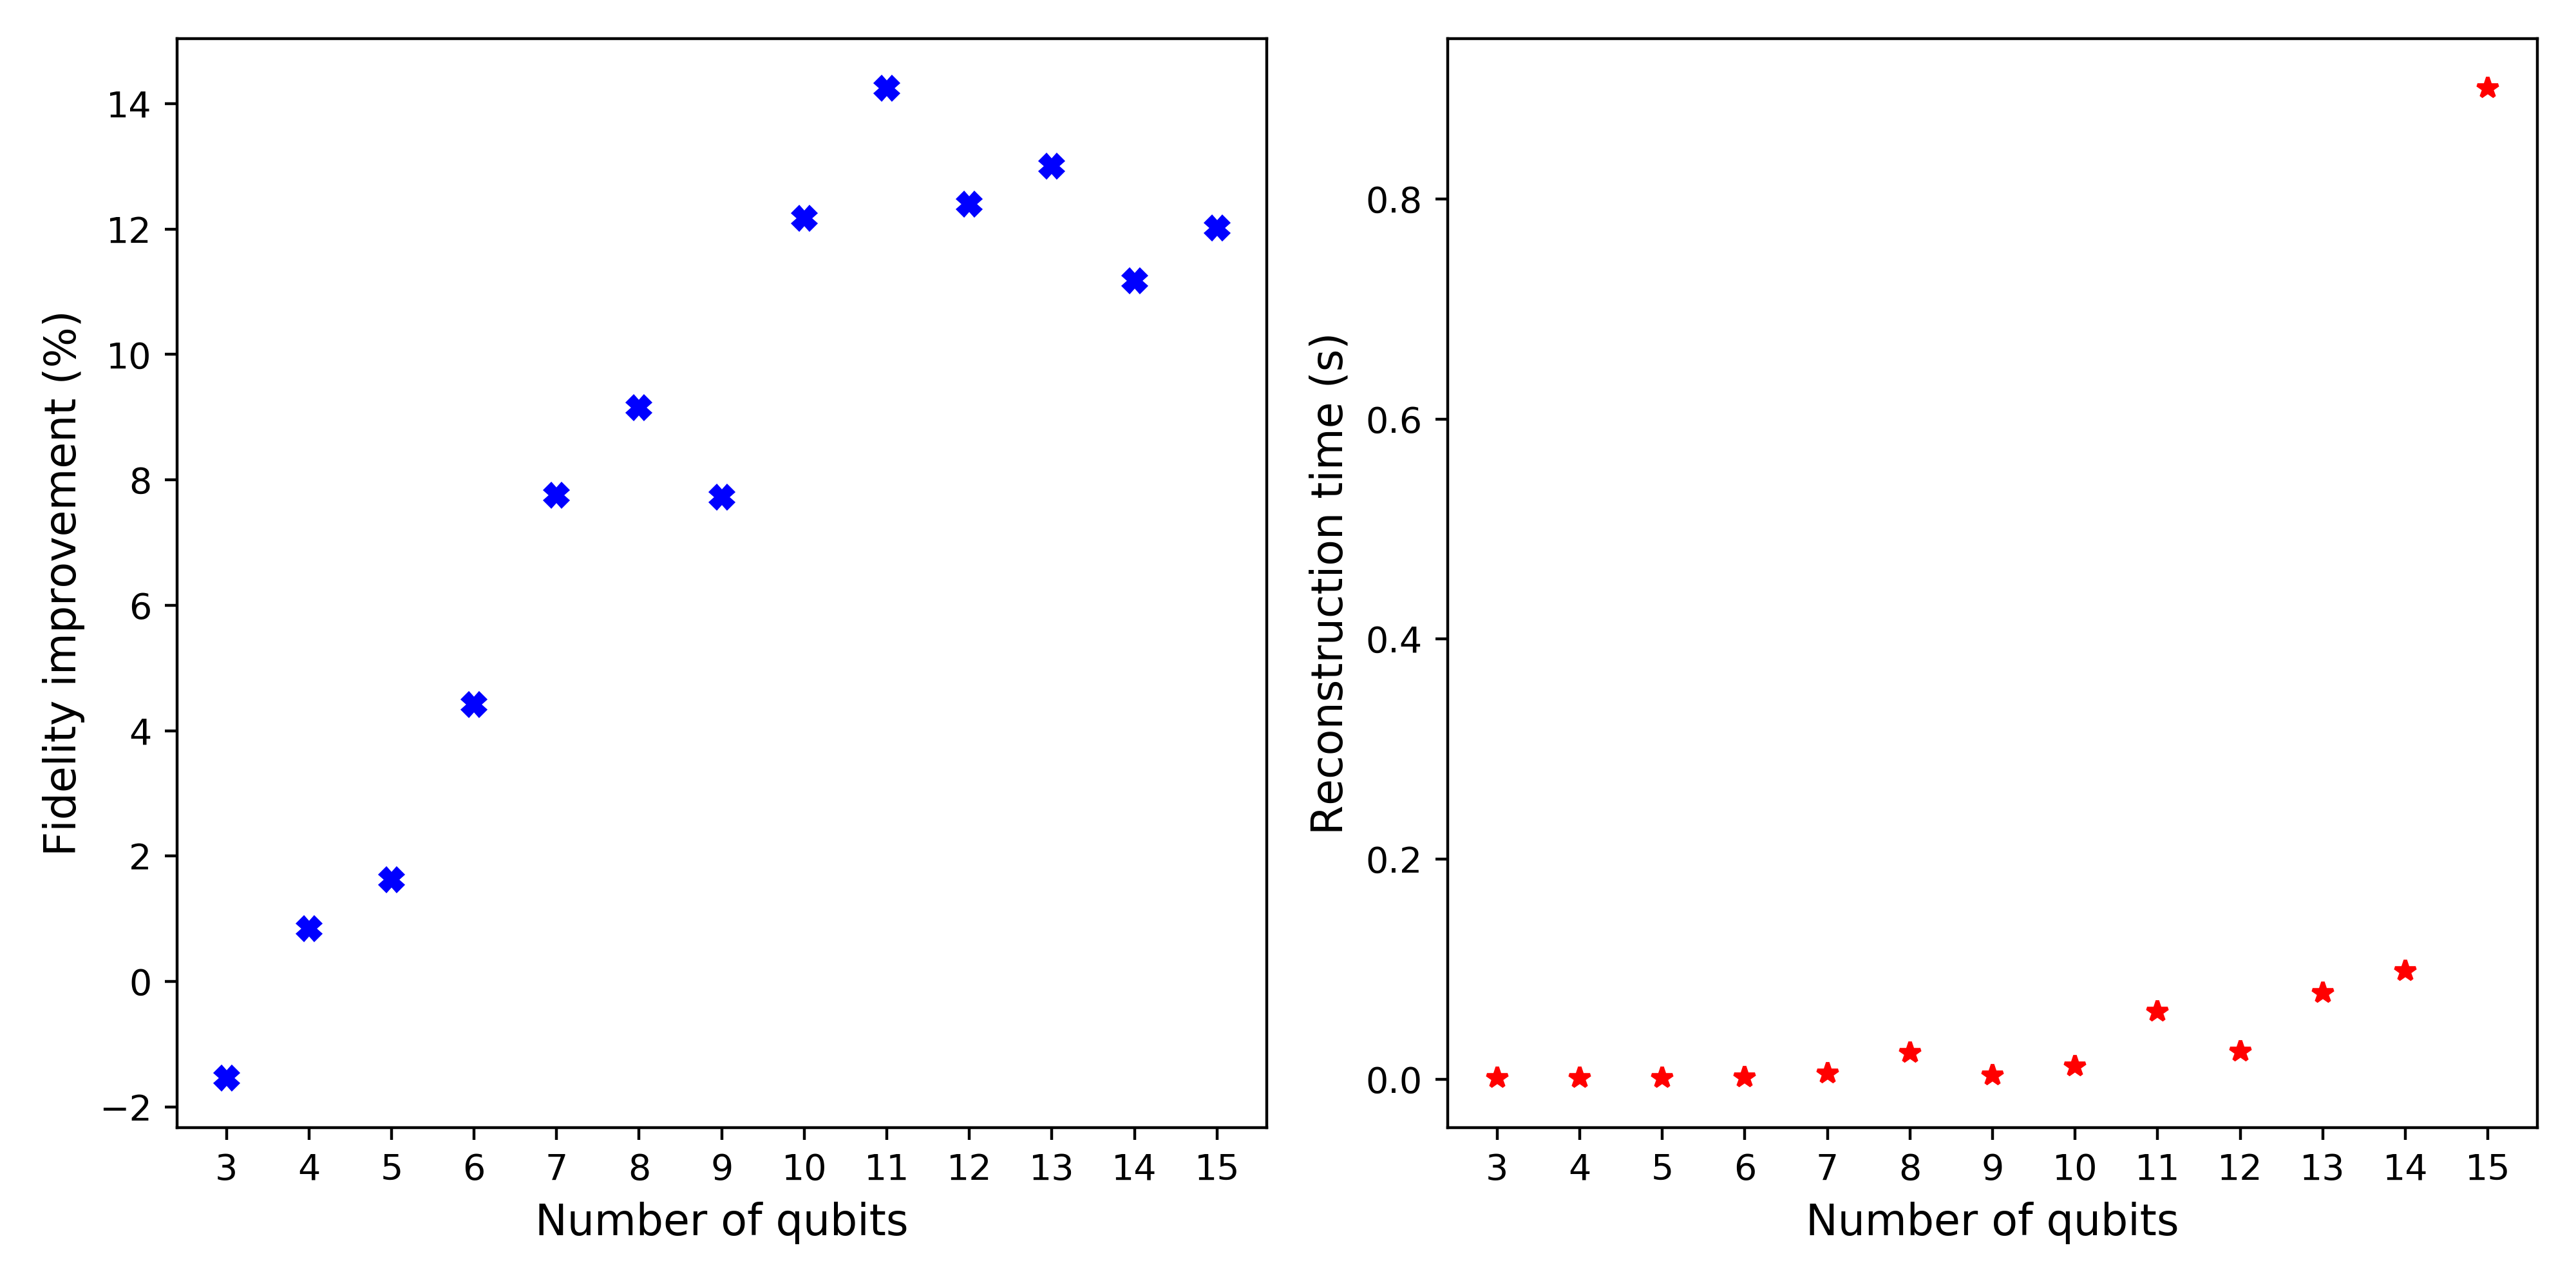 Fidelity improvement (%)
14
12
10
8
6
4
2
0
−2
3 4 5 6 7 8 9 10 11 12 13 14 15
Number of qubits
Reconstruction time (s)
0.8
0.6
0.4
0.2
0.0
3 4 5 6 7 8 9 10 11 12 13 14 15
Number of qubits